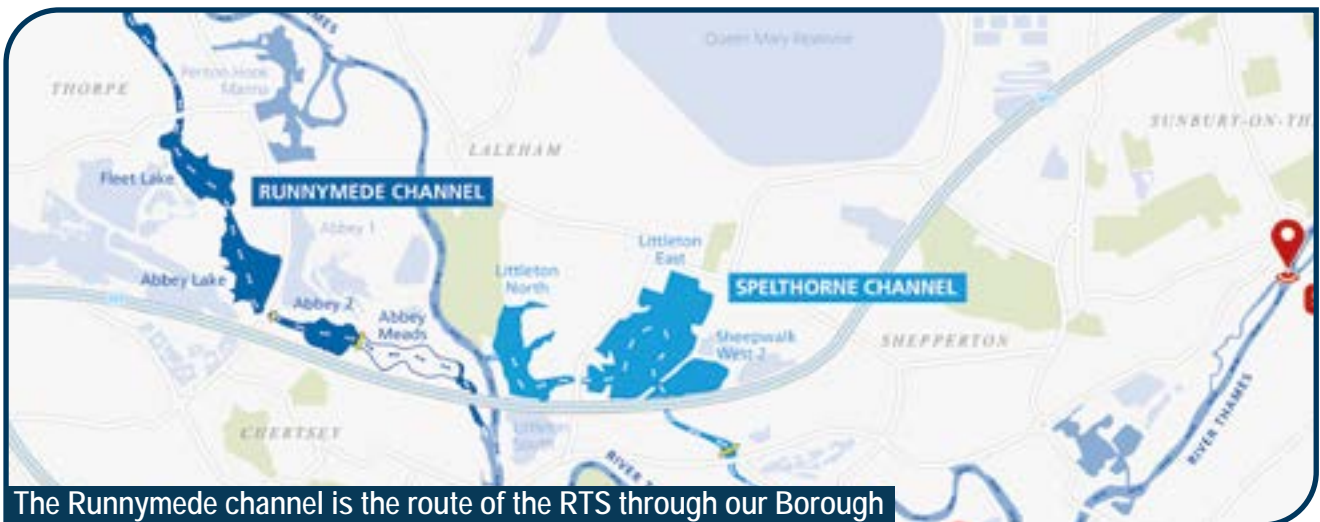 MES
Queen Mary Reservoir
Penton Hook
Marina
THORPE
SUNBURY-ON-TH
LALEHAM
Fleet Lake
RUNNYMEDE CHANNEL
Abbey 1
Littleton
East
Littleton
North
Abbey Lake
SPELTHORNE CHANNEL
Abbey 2
Abbey
Meads
Sheepwalk
West 2
SHEPPERTON
CHERTSEY
Littleton
South
RIVER T
RIVER THAMES
The Runnymede channel is the route of the RTS through our Borough